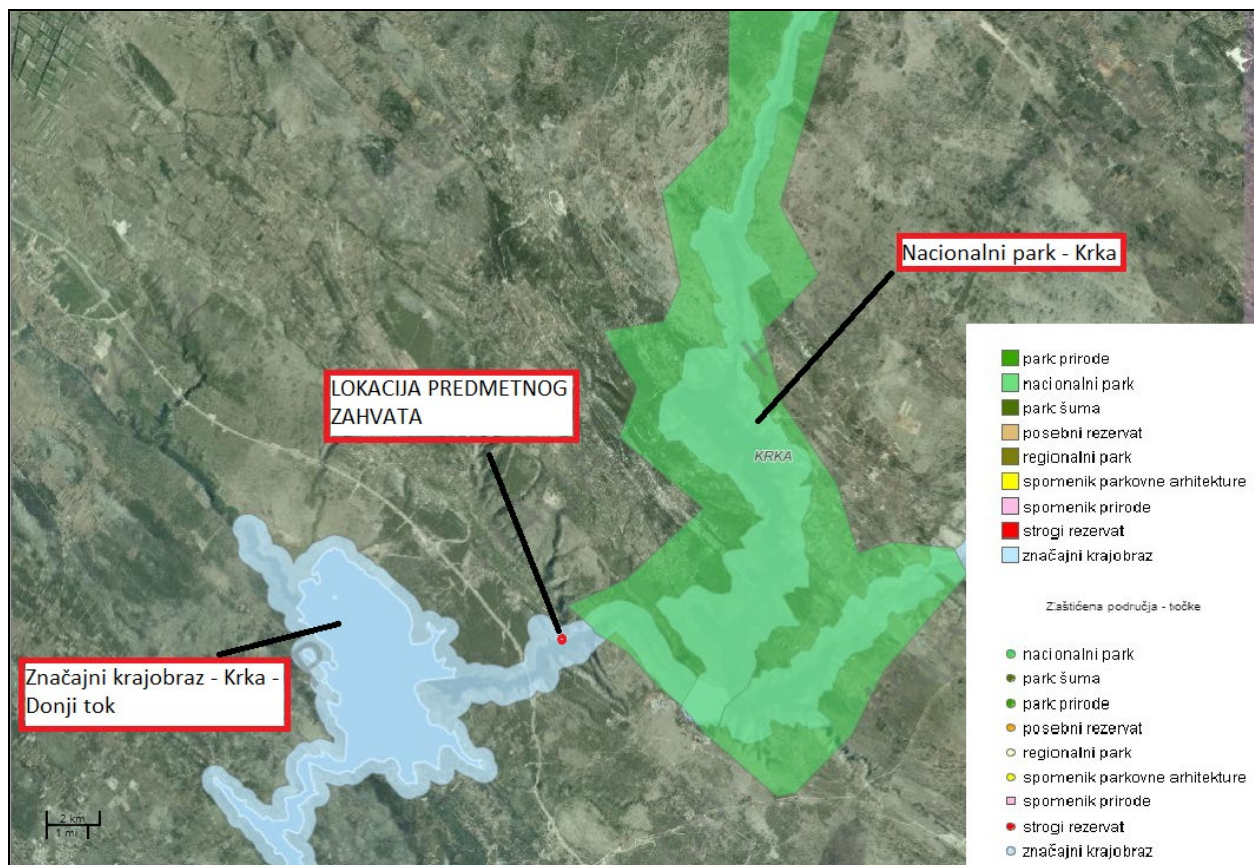 Nacionalni park - Krka
LOKACIJA PREDMETNOG
ZAHVATA
KRKA
Značajni krajobraz - Krka -
Donji tok
2 km
1 mi
park prirode
nacionalni park
park šuma
posebni rezervat
regionalni park
spomenik parkovne arhitekture
spomenik prirode
strogi rezervat
značajni krajobraz
Zaštićena područja - točke
nacionalni park
park šuma
park prirode
posebni rezervat
regionalni park
spomenik parkovne arhitekture
spomenik prirode
strogi rezervat
značajni krajobraz